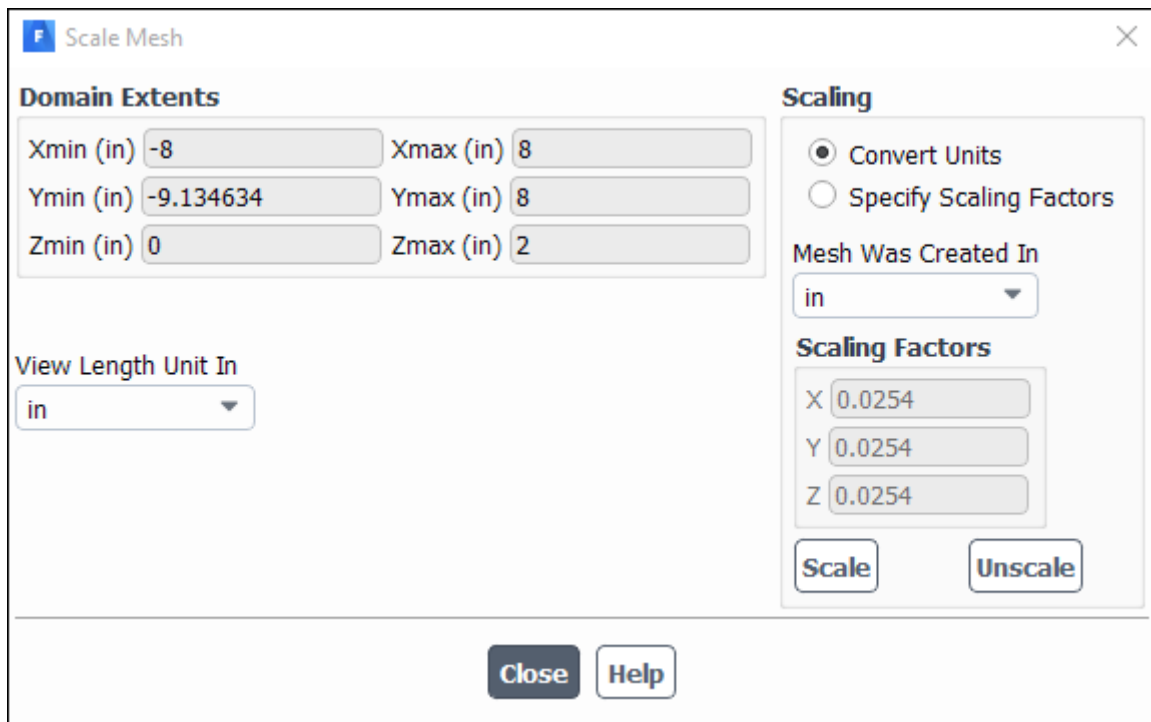 F Scale Mesh
Domain Extents
Xmin (in) -8 Xmax (in) 8
Ymin (in) -9.134634 Ymax (in) 8
Zmin (in) 0 Zmax (in) 2
View Length Unit In
in
Scaling
Convert Units
Specify Scaling Factors
Mesh Was Created In
in
Scaling Factors
X 0.0254
Y 0.0254
Z 0.0254
Scale Unscale
Close Help